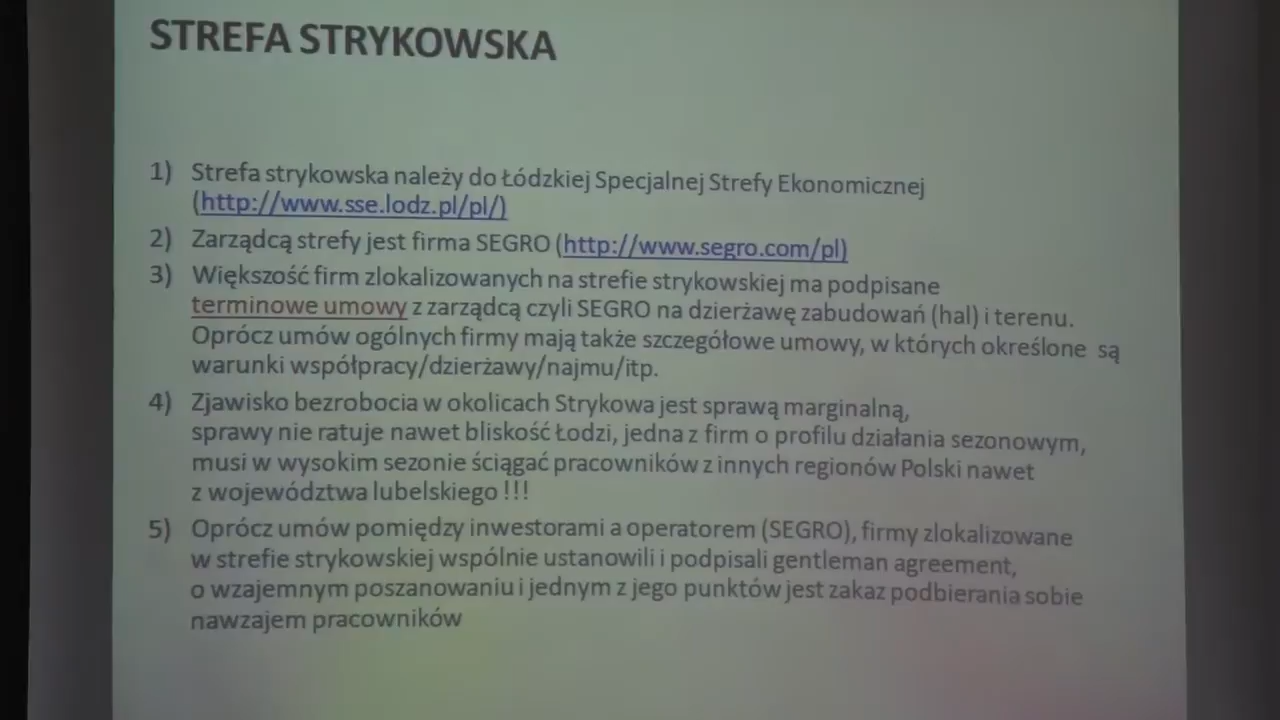 STREFA STRYKOWSKA
1) Strefa strykowska należy do Łódzkiej Specjalnej Strefy Ekonomicznej
(http://www.sse.lodz.pl/pl/)
2) Zarządcą strefy jest firma SEGRO (http://www.segro.com/pl)
3) Większość firm zlokalizowanych na strefie strykowskiej ma podpisane
terminowe umowy z zarządcą czyli SEGRO na dzierżawę zabudowań (hal) i terenu.
Oprócz umów ogólnych firmy mają także szczegółowe umowy, w których określone są
warunki współpracy/dzierżawy/najmu/itp.
4) Zjawisko bezrobocia w okolicach Strykowa jest sprawą marginalną,
sprawy nie ratuje nawet bliskość Łodzi, jedna z firm o profilu działania sezonowym,
musi w wysokim sezonie ściągać pracowników z innych regionów Polski nawet
z województwa lubelskiego !!!
5) Oprócz umów pomiędzy inwestorami a operatorem (SEGRO), firmy zlokalizowane
w strefie strykowskiej wspólnie ustanowili i podpisali gentleman agreement,
o wzajemnym poszanowaniu i jednym z jego punktów jest zakaz podbierania sobie
nawzajem pracowników